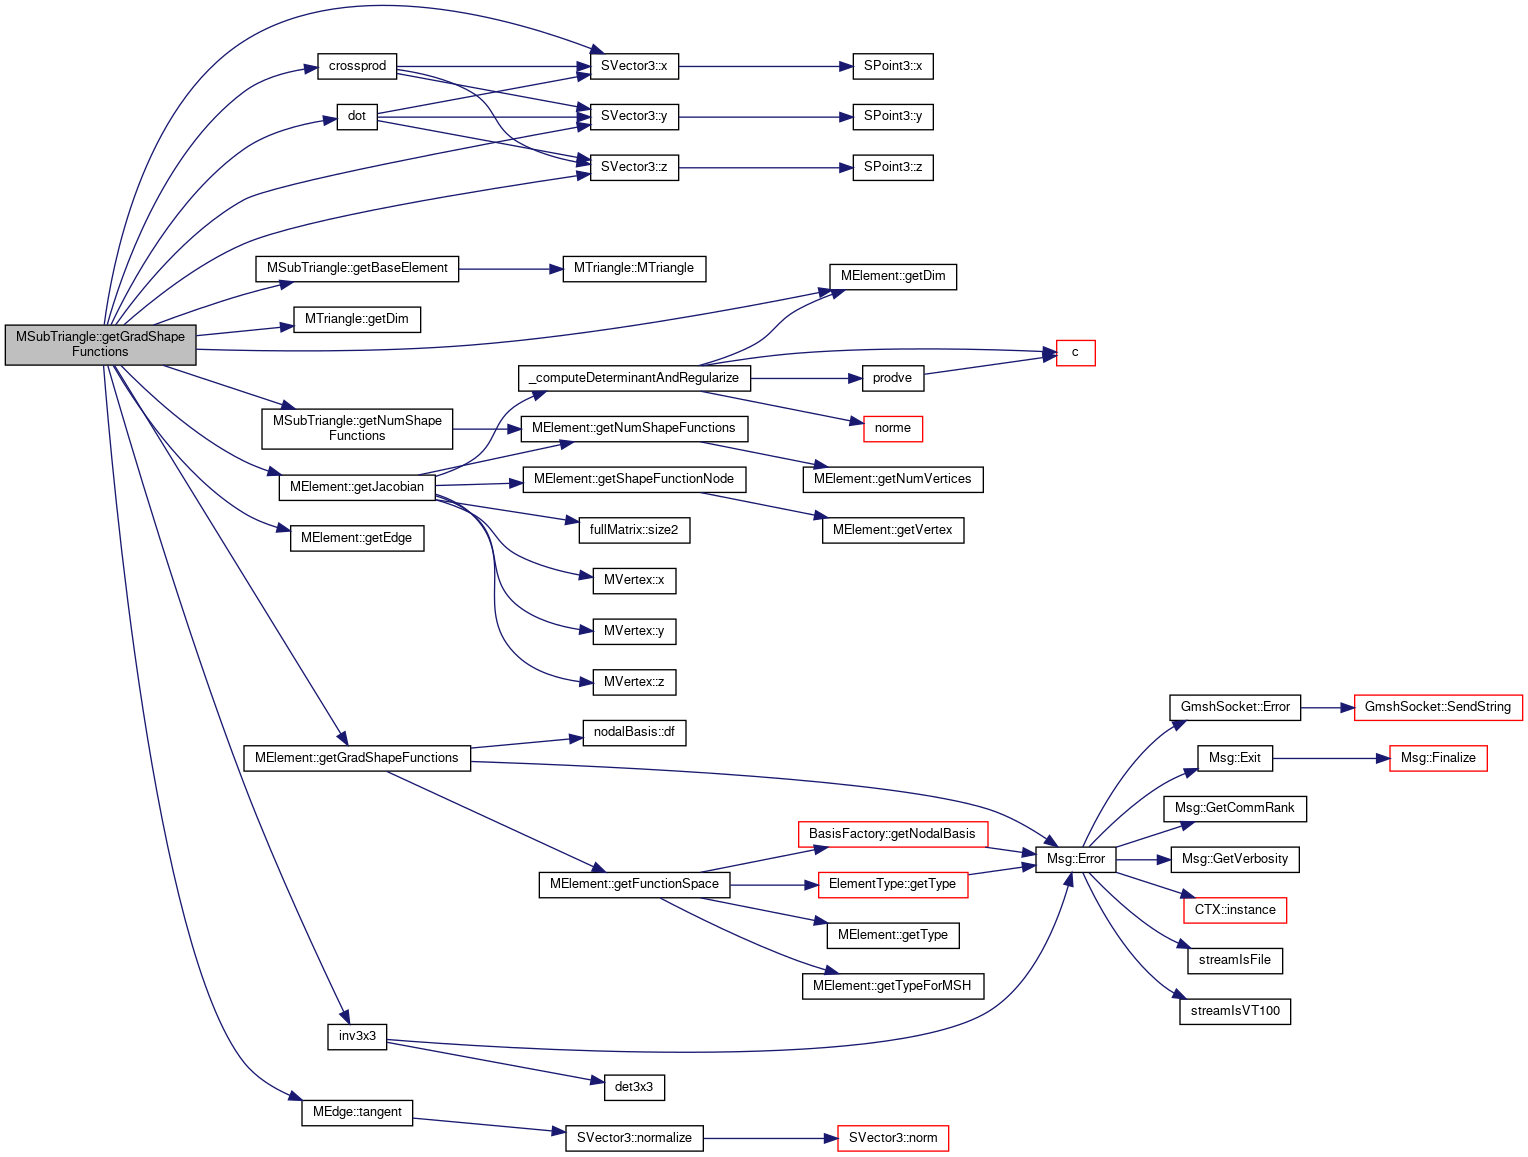 MSubTriangle::getGradShape
Functions
crossprod
dot
SVector3::x
SVector3::y
SVector3::z
SPoint3::x
SPoint3::y
SPoint3::z
MSubTriangle::getBaseElement
MTriangle::MTriangle
MElement::getDim
MTriangle::getDim
_computeDeterminantAndRegularize
prodve
c
norme
MSubTriangle::getNumShape
Functions
MElement::getNumShapeFunctions
MElement::getNumVertices
MElement::getJacobian
MElement::getShapeFunctionNode
MElement::getVertex
fullMatrix::size2
MElement::getEdge
MVertex::x
MVertex::y
MVertex::z
MElement::getGradShapeFunctions
nodalBasis::df
MElement::getFunctionSpace
BasisFactory::getNodalBasis
ElementType::getType
MElement::getType
MElement::getTypeForMSH
Msg::Error
GmshSocket::Error
GmshSocket::SendString
Msg::Exit
Msg::Finalize
Msg::GetCommRank
Msg::GetVerbosity
CTX::instance
streamIsFile
streamIsVT100
inv3x3
det3x3
MEdge::tangent
SVector3::normalize
SVector3::norm